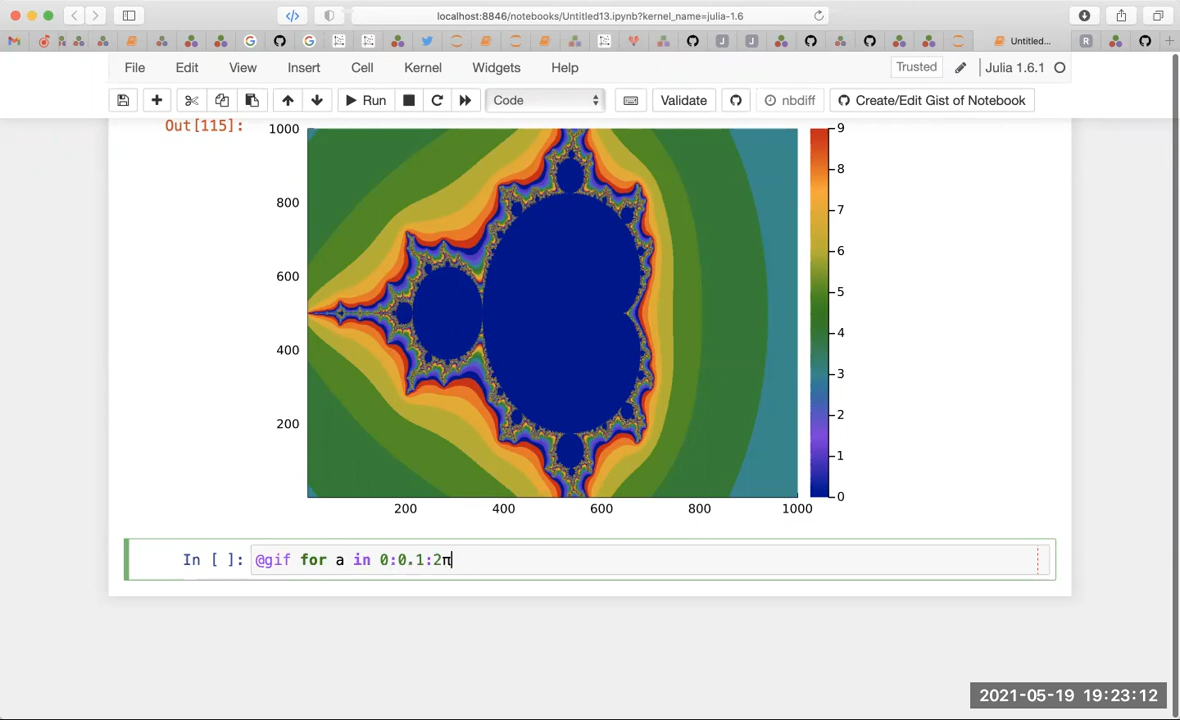 localhost:8846/notebooks/Untitled13.ipynb?kernel_name=julia-1.6
Untitled...
File Edit View Insert Cell Kernel Widgets Help Trusted Julia 1.6.1
Run Code Validate nbdiff Create/Edit Gist of Notebook
Out[115]:
1000
800
600
400
200
200 400 600 800 1000
9
8
7
6
5
4
3
2
1
0
In [ ]: @gif for a in 0:0.1:2π
2021-05-19 19:23:12